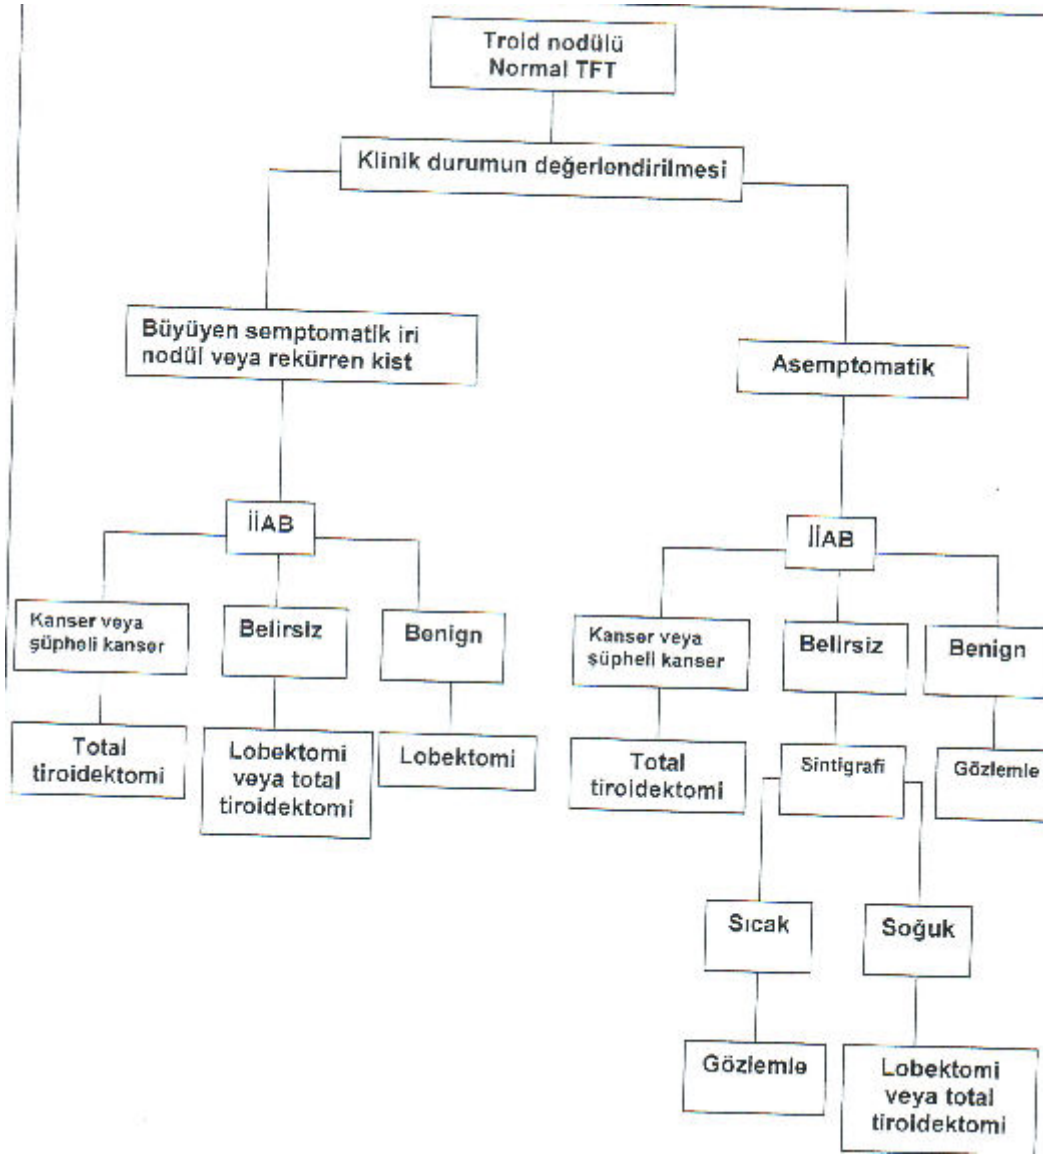 Troid nodülü
Normal TFT
Klinik durumun değerlendirilmesi
Büyüyen semptomatik iri
nodül veya rekürren kist
Asemptomatik
İİAB
İİAB
Kanser veya
şüpheli kanser
Belirsiz
Benign
Kanser veya
şüpheli kanser
Belirsiz
Benign
Total
tiroidektomi
Lobektomi
veya total
tiroidektomi
Lobektomi
Total
tiroidektomi
Sintigrafi
Gözlemle
Sıcak
Soğuk
Gözlemle
Lobektomi
veya total
tiroidektomi